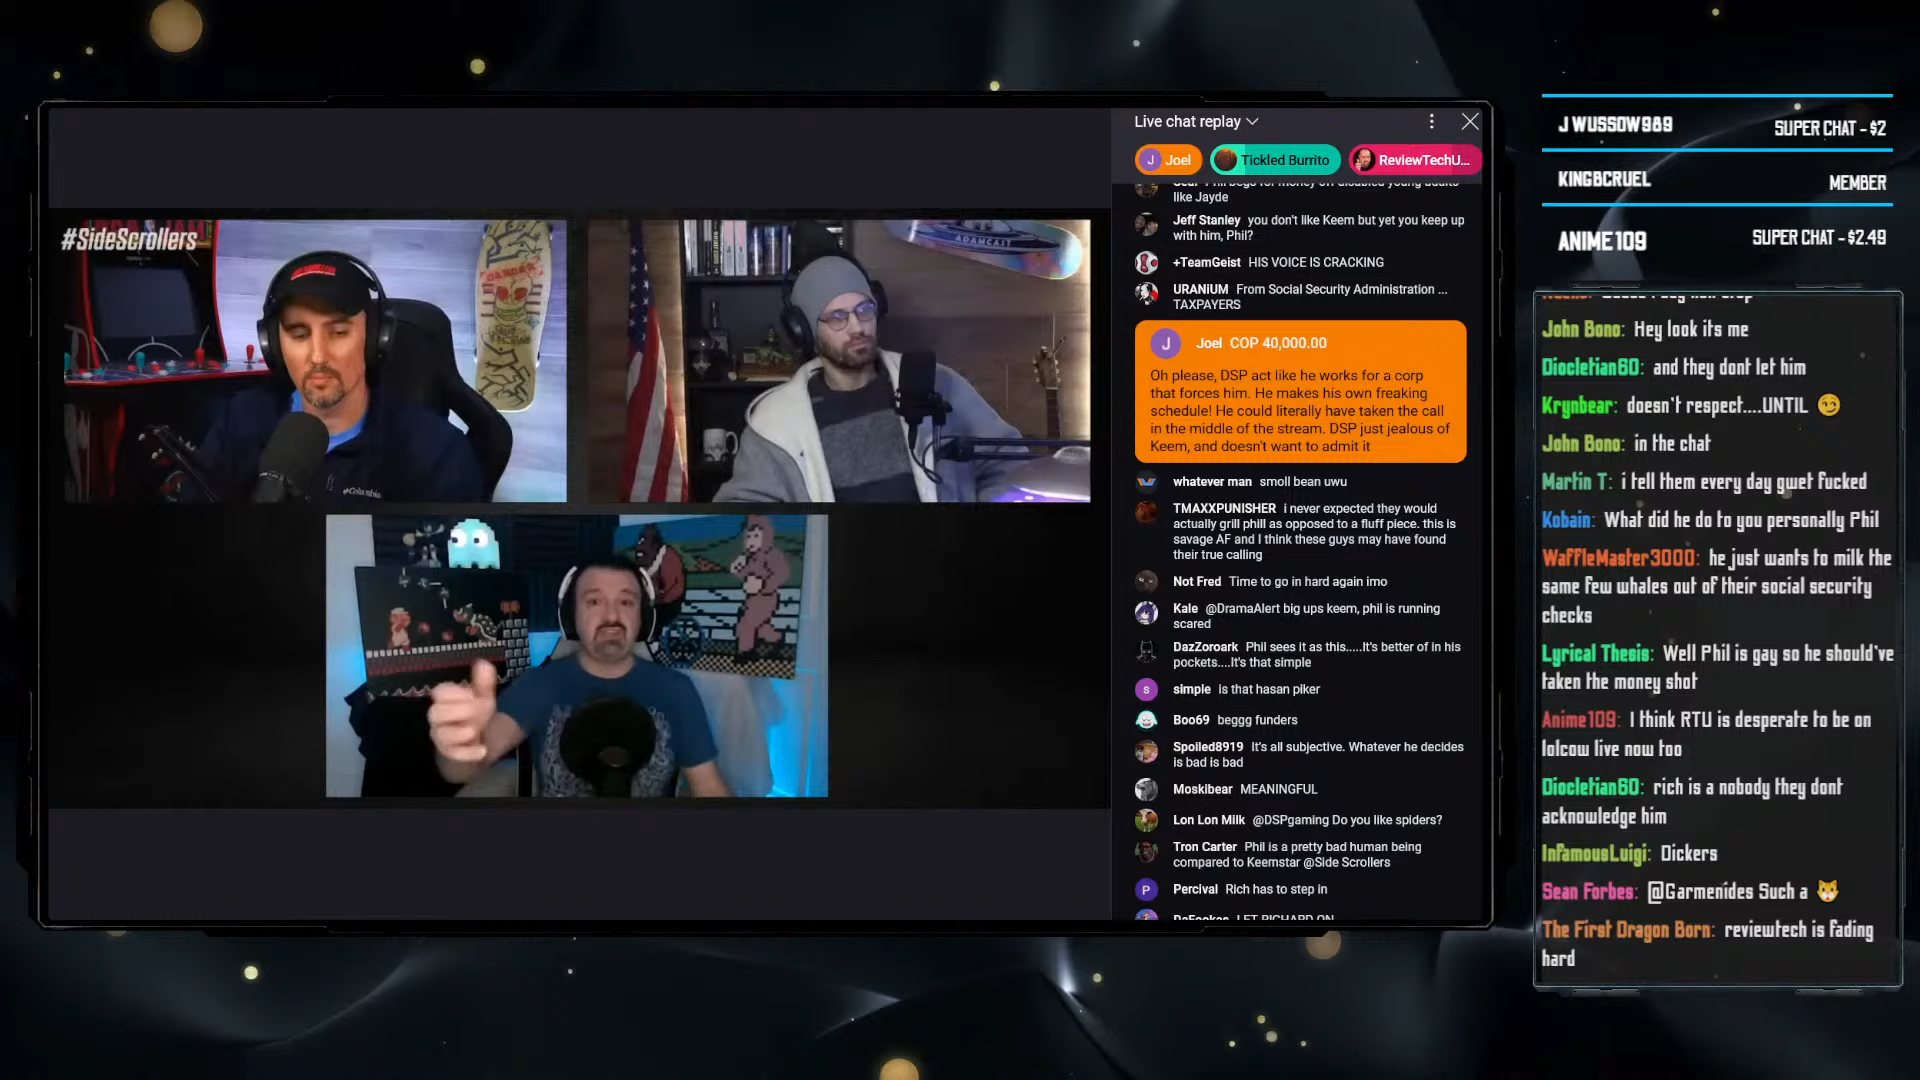 #SideScrollers
ADAMCAST
Columbia
Live chat replay
Joel
Tickled Burrito
ReviewTechU...
like Jayde
Jeff Stanley you don't like Keem but yet you keep up
with him, Phil?
+TeamGeist HIS VOICE IS CRACKING
URANiUM From Social Security Administration ...
TAXPAYERS
J
Joel COP 40,000.00
Oh please, DSP act like he works for a corp
that forces him. He makes his own freaking
schedule! He could literally have taken the call
in the middle of the stream. DSP just jealous of
Keem, and doesn't want to admit it
whatever man smoll bean uwu
TMAXXPUNISHER i never expected they would
actually grill phill as opposed to a fluff piece. this is
savage AF and I think these guys may have found
their true calling
Not Fred Time to go in hard again imo
Kale @DramaAlert big ups keem, phil is running
scared
DazZoroark Phil sees it as this.....It's better of in his
pockets....It's that simple
simple is that hasan piker
Boo69 beggg funders
Spoiled8919 It's all subjective. Whatever he decides
is bad is bad
Moskibear MEANINGFUL
Lon Lon Milk @DSPgaming Do you like spiders?
Tron Carter Phil is a pretty bad human being
compared to Keemstar @Side Scrollers
Percival Rich has to step in
J WUSSOW989 SUPER CHAT - $2
KINGBCRUEL MEMBER
ANIME109 SUPER CHAT - $2.49
John Bono: Hey look its me
Diocletian60: and they dont let him
Krynbear: doesn't respect....UNTIL
John Bono: in the chat
Martin T: i tell them every day gwet fucked
Kobain: What did he do to you personally Phil
WaffleMaster3000: he just wants to milk the
same few whales out of their social security
checks
Lyrical Thesis: Well Phil is gay so he should've
taken the money shot
Anime109: I think RTU is desperate to be on
lolcow live now too
Diocletian60: rich is a nobody they dont
acknowledge him
InfamousLuigi: Dickers
Sean Forbes: @Garmenides Such a
The First Dragon Born: reviewtech is fading
hard